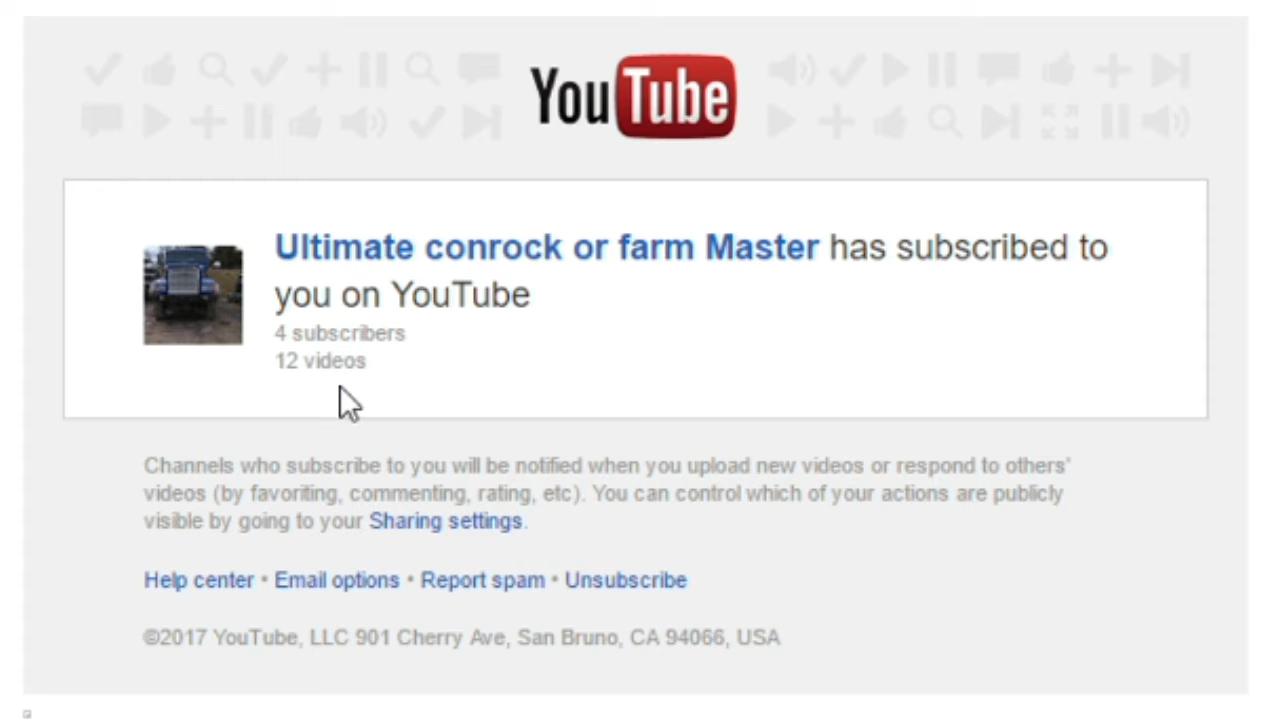 YouTube
Ultimate conrock or farm Master has subscribed to
you on YouTube
4 subscribers
12 videos
Channels who subscribe to you will be notified when you upload new videos or respond to others'
videos (by favoriting, commenting, rating, etc). You can control which of your actions are publicly
visible by going to your Sharing settings.
Help center • Email options • Report spam • Unsubscribe
©2017 YouTube, LLC 901 Cherry Ave, San Bruno, CA 94066, USA